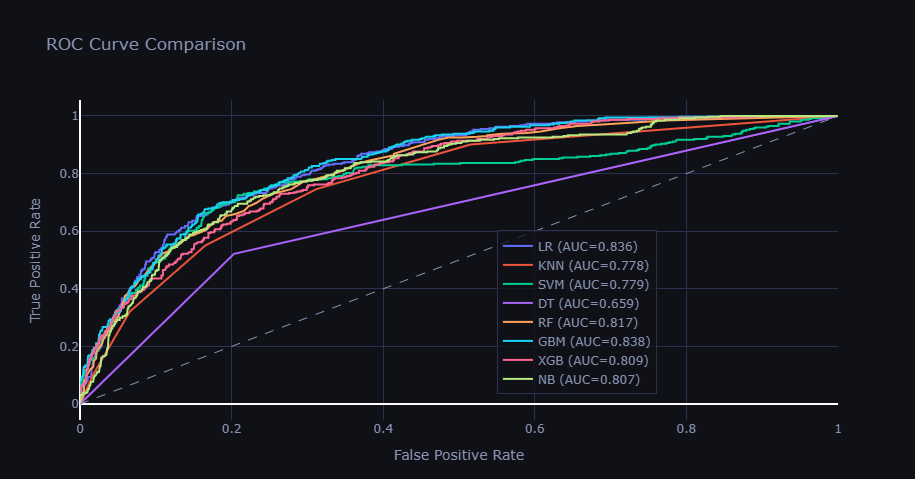 ROC Curve Comparison
1
0.8
0.6
0.4
0.2
0
True Positive Rate
LR (AUC=0.836)
KNN (AUC=0.778)
SVM (AUC=0.779)
DT (AUC=0.659)
RF (AUC=0.817)
GBM (AUC=0.838)
XGB (AUC=0.809)
NB (AUC=0.807)
0 0.2 0.4 0.6 0.8 1
False Positive Rate